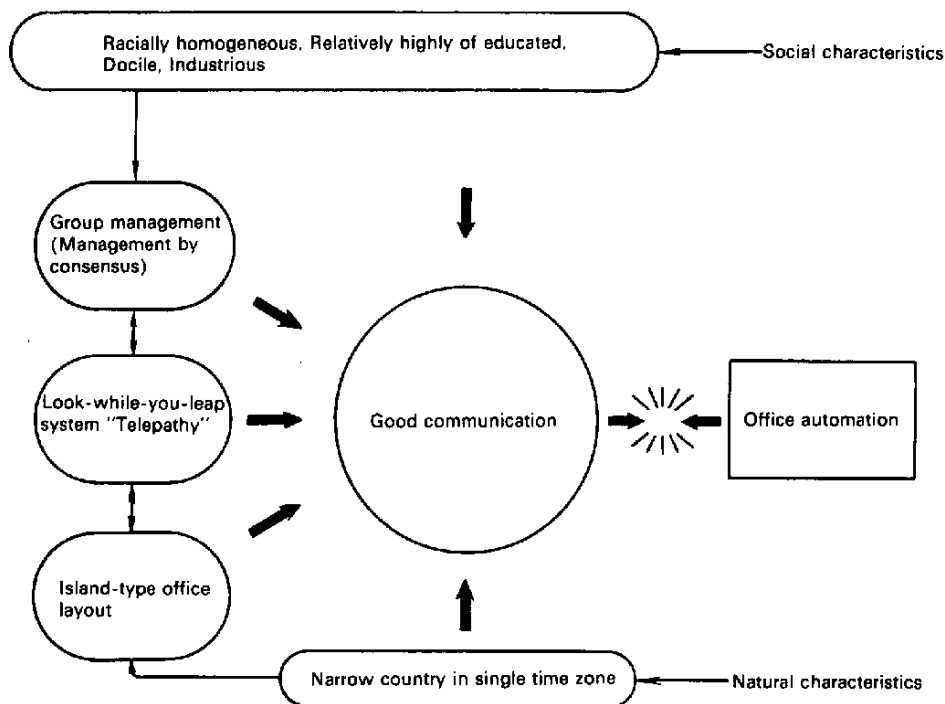 Racially homogeneous, Relatively highly of educated,
Docile, Industrious
Social characteristics
Group management
(Management by
consensus)
Look-while-you-leap
system "Telepathy"
Good communication
Office automation
Island-type office
layout
Narrow country in single time zone
Natural characteristics